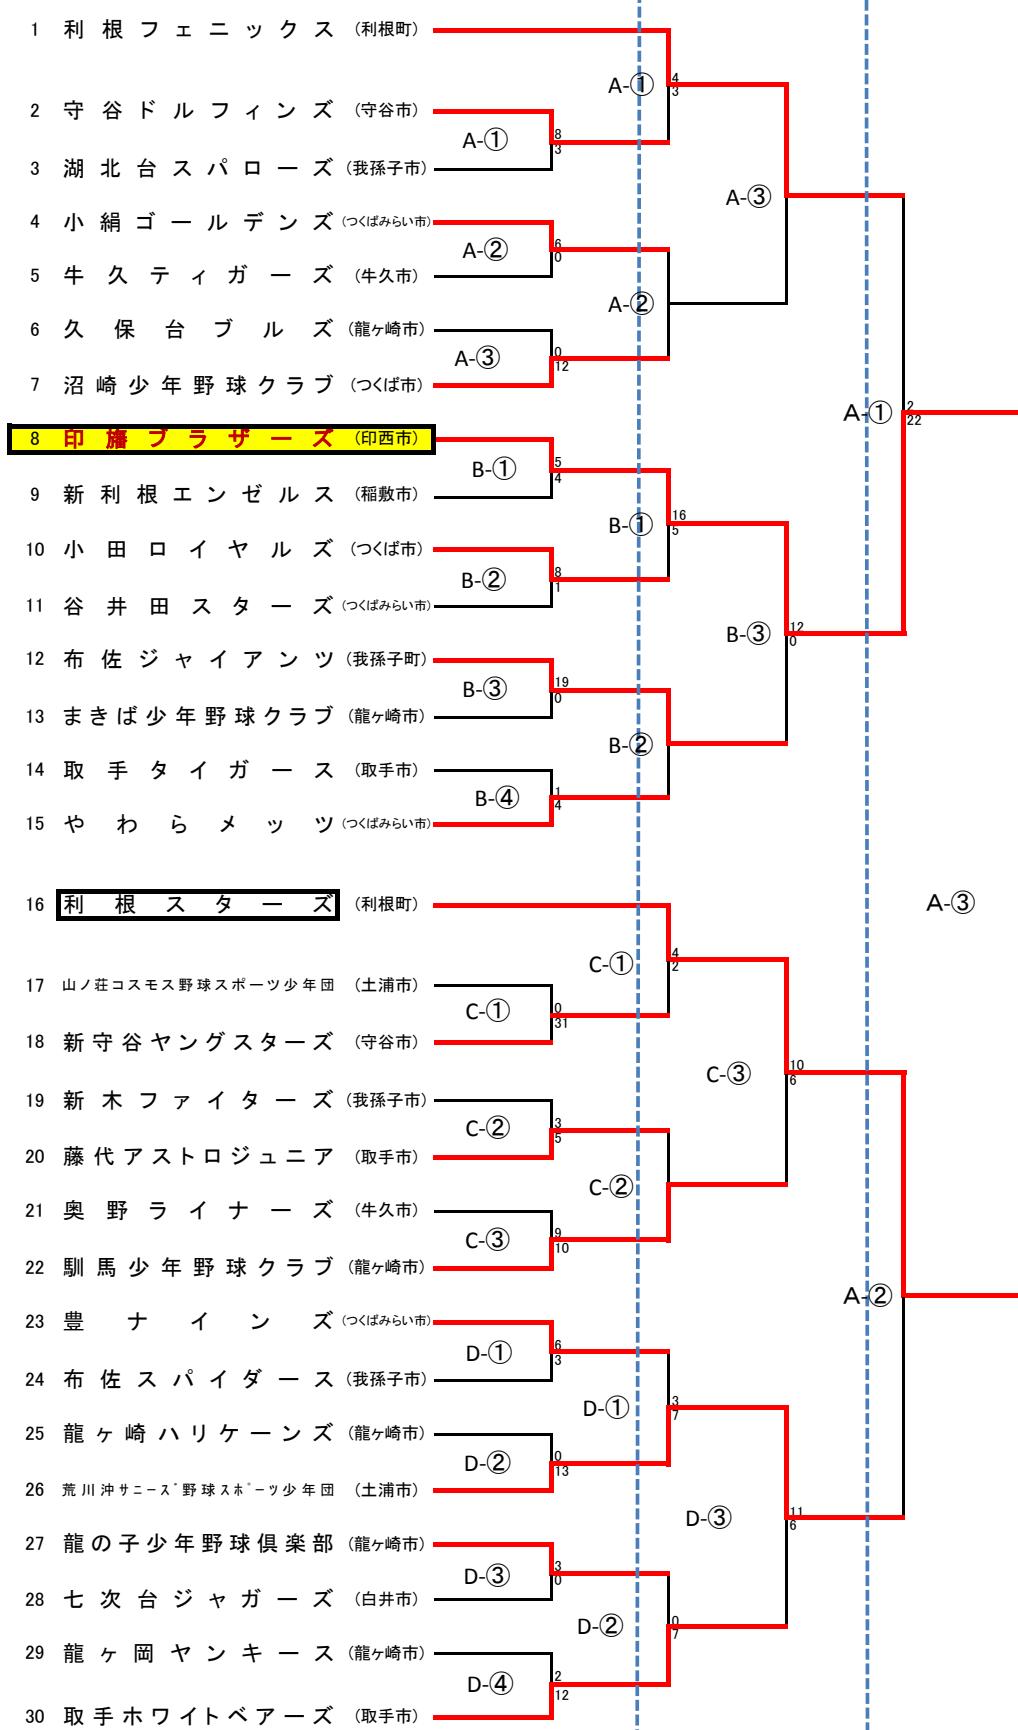 1 利根フェニックス (利根町)
4
A-① 3
2 守谷ドルフィンズ (守谷市)
A-① 8
3
3 湖北台スパローズ (我孫子市)
A-③
4 小絹ゴールデンズ (つくばみらい市)
A-② 6
0
5 牛久ティガーズ (牛久市)
A-②
6 久保台ブルズ (龍ヶ崎市)
A-③ 0
12
7 沼崎少年野球クラブ (つくば市)
A-① 2
22
8 印旛ブラザーズ (印西市)
B-① 5
4
9 新利根エンゼルス (稲敷市)
B-① 16
5
10 小田ロイヤルズ (つくば市)
B-② 8
1
11 谷井田スターズ (つくばみらい市)
B-③ 12
0
12 布佐ジャイアンツ (我孫子町)
B-③ 19
0
13 まきば少年野球クラブ (龍ヶ崎市)
B-②
14 取手タイガース (取手市)
B-④ 1
4
15 やわらメッツ (つくばみらい市)
16 利根スターズ (利根町)
A-③
C-① 4
2
17 山ノ荘コスモス野球スポーツ少年団 (土浦市)
C-① 0
31
18 新守谷ヤングスターズ (守谷市)
C-③ 10
6
19 新木ファイターズ (我孫子市)
C-② 3
5
20 藤代アストロジュニア (取手市)
C-②
21 奥野ライナーズ (牛久市)
C-③ 9
10
22 馴馬少年野球クラブ (龍ヶ崎市)
A-②
23 豊ナインズ (つくばみらい市)
D-① 6
3
24 布佐スパイダース (我孫子市)
D-① 3
7
25 龍ヶ崎ハリケーンズ (龍ヶ崎市)
D-② 0
13
26 荒川沖サニーズ野球スポーツ少年団 (土浦市)
D-③ 11
6
27 龍の子少年野球倶楽部 (龍ヶ崎市)
D-③ 3
0
28 七次台ジャガーズ (白井市)
D-② 0
7
29 龍ヶ岡ヤンキース (龍ヶ崎市)
D-④ 2
12
30 取手ホワイトベアーズ (取手市)